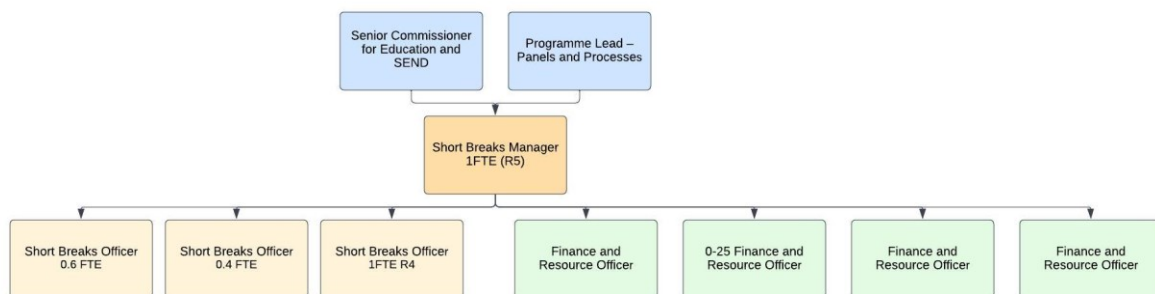 Senior Commissioner
for Education and
SEND
Programme Lead –
Panels and Processes
Short Breaks Manager
1FTE (R5)
Short Breaks Officer
0.6 FTE
Short Breaks Officer
0.4 FTE
Short Breaks Officer
1FTE R4
Finance and
Resource Officer
0-25 Finance and
Resource Officer
Finance and
Resource Officer
Finance and
Resource Officer